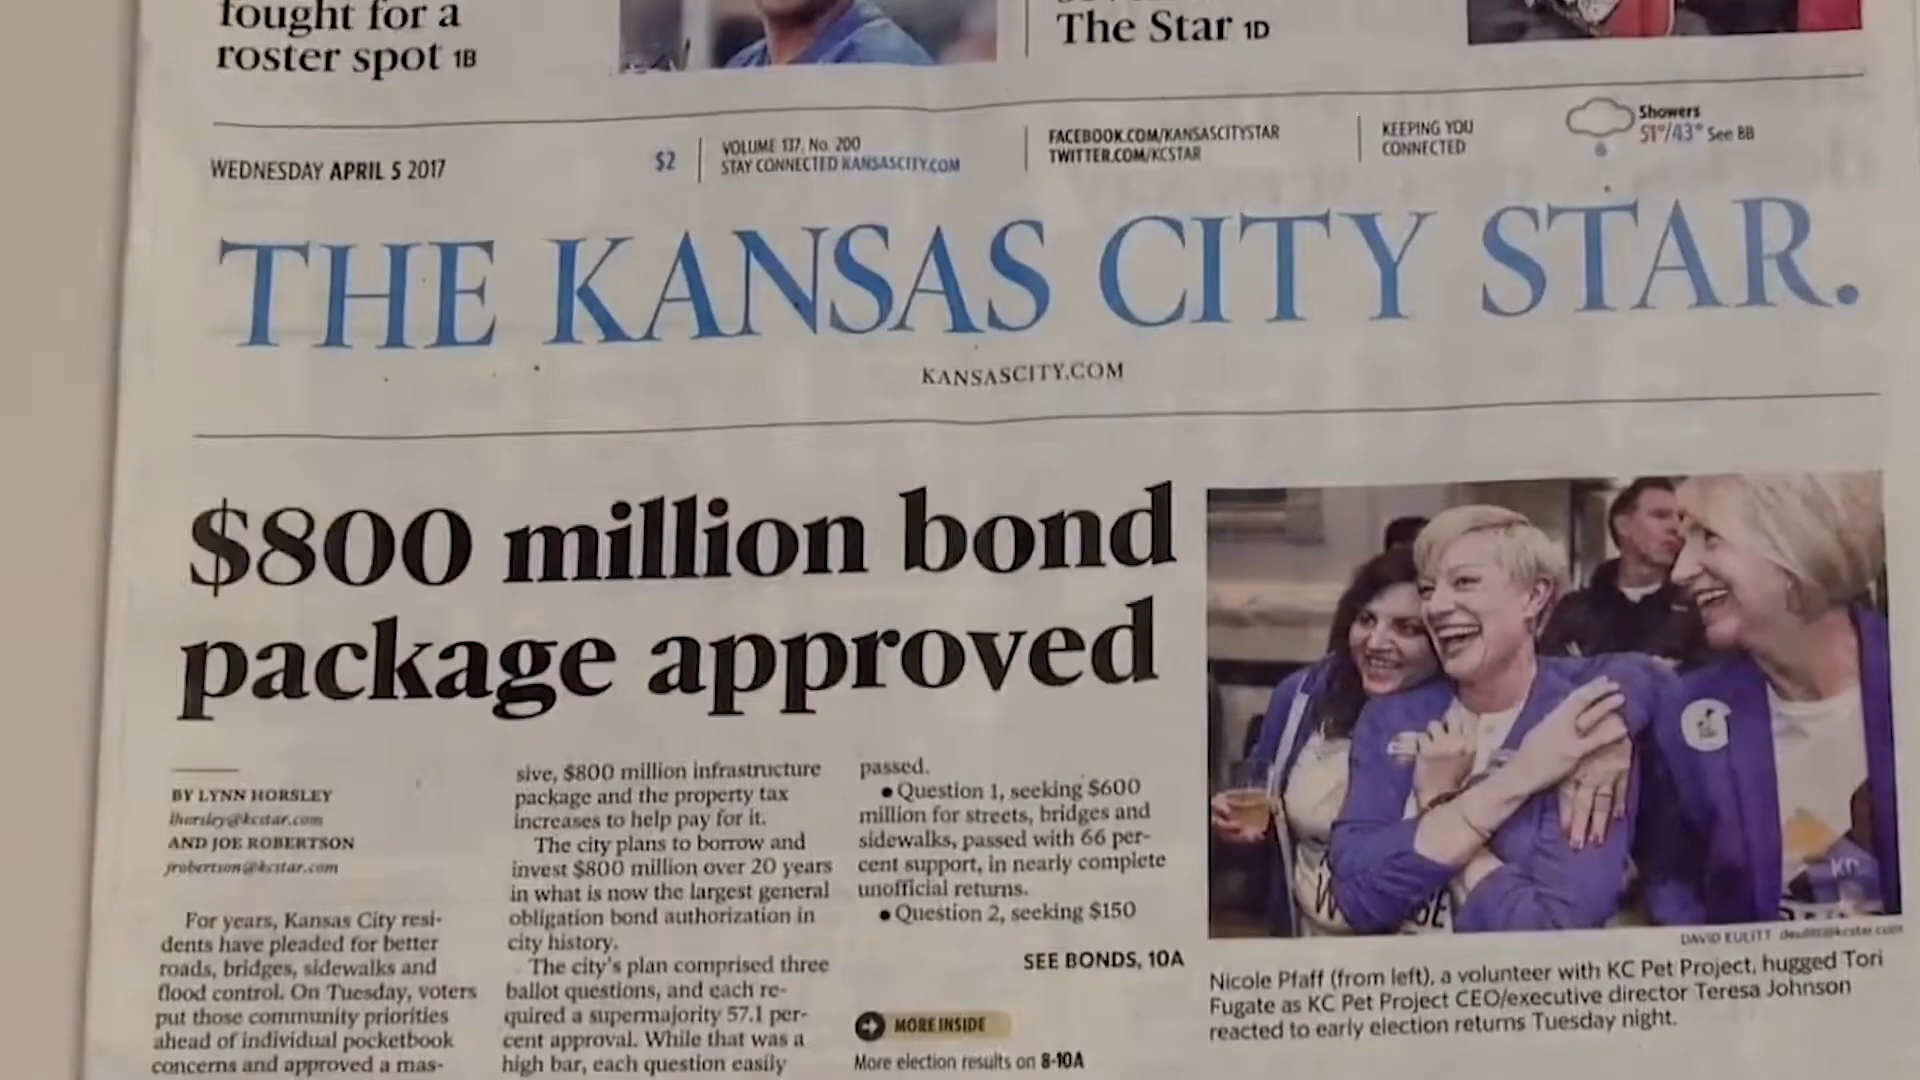 fought for a
roster spot 1B
The Star 1D
WEDNESDAY APRIL 5 2017
$2
VOLUME 137, No. 200
STAY CONNECTED KANSASCITY.COM
FACEBOOK.COM/KANSASCITYSTAR
TWITTER.COM/KCSTAR
KEEPING YOU
CONNECTED
Showers
51°/43° See 8B
THE KANSAS CITY STAR.
KANSASCITY.COM
$800 million bond
package approved
BY LYNN HORSLEY
lhorsley@kcstar.com
AND JOE ROBERTSON
jrobertson@kcstar.com
For years, Kansas City resi-
dents have pleaded for better
roads, bridges, sidewalks and
flood control. On Tuesday, voters
put those community priorities
ahead of individual pocketbook
concerns and approved a mas-
sive, $800 million infrastructure
package and the property tax
increases to help pay for it.
The city plans to borrow and
invest $800 million over 20 years
in what is now the largest general
obligation bond authorization in
city history.
The city's plan comprised three
ballot questions, and each re-
quired a supermajority 57.1 per-
cent approval. While that was a
high bar, each question easily
passed.
● Question 1, seeking $600
million for streets, bridges and
sidewalks, passed with 66 per-
cent support, in nearly complete
unofficial returns.
● Question 2, seeking $150
SEE BONDS, 10A
MORE INSIDE
More election results on 8-10A
KC
DAVID EULITT deulitt@kcstar.com
Nicole Pfaff (from left), a volunteer with KC Pet Project, hugged Tori
Fugate as KC Pet Project CEO/executive director Teresa Johnson
reacted to early election returns Tuesday night.